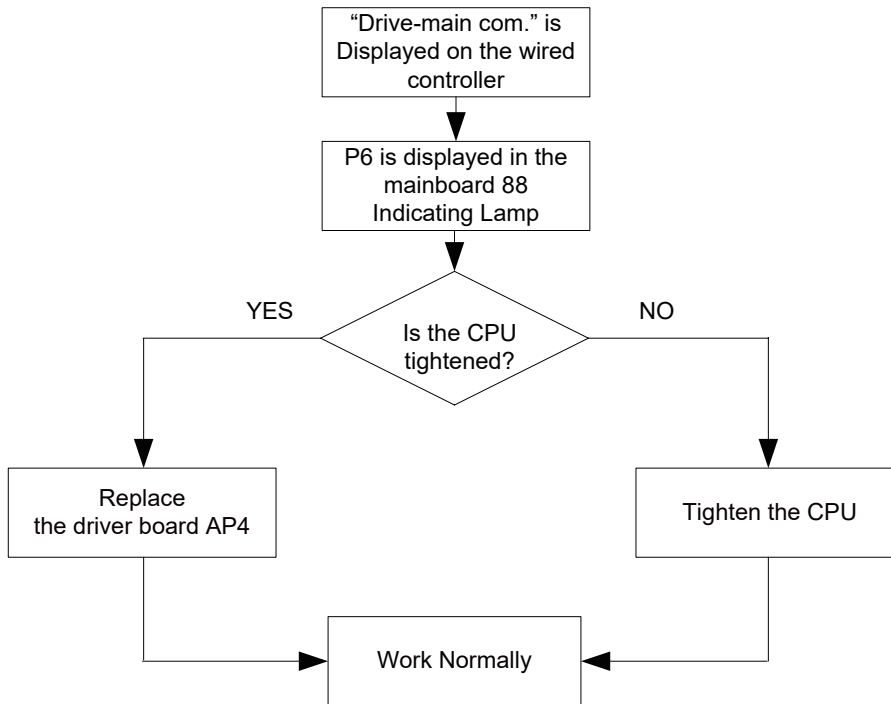 “Drive-main com.” is
Displayed on the wired
controller
P6 is displayed in the
mainboard 88
Indicating Lamp
YES
NO
Is the CPU
tightened?
Replace
the driver board AP4
Tighten the CPU
Work Normally